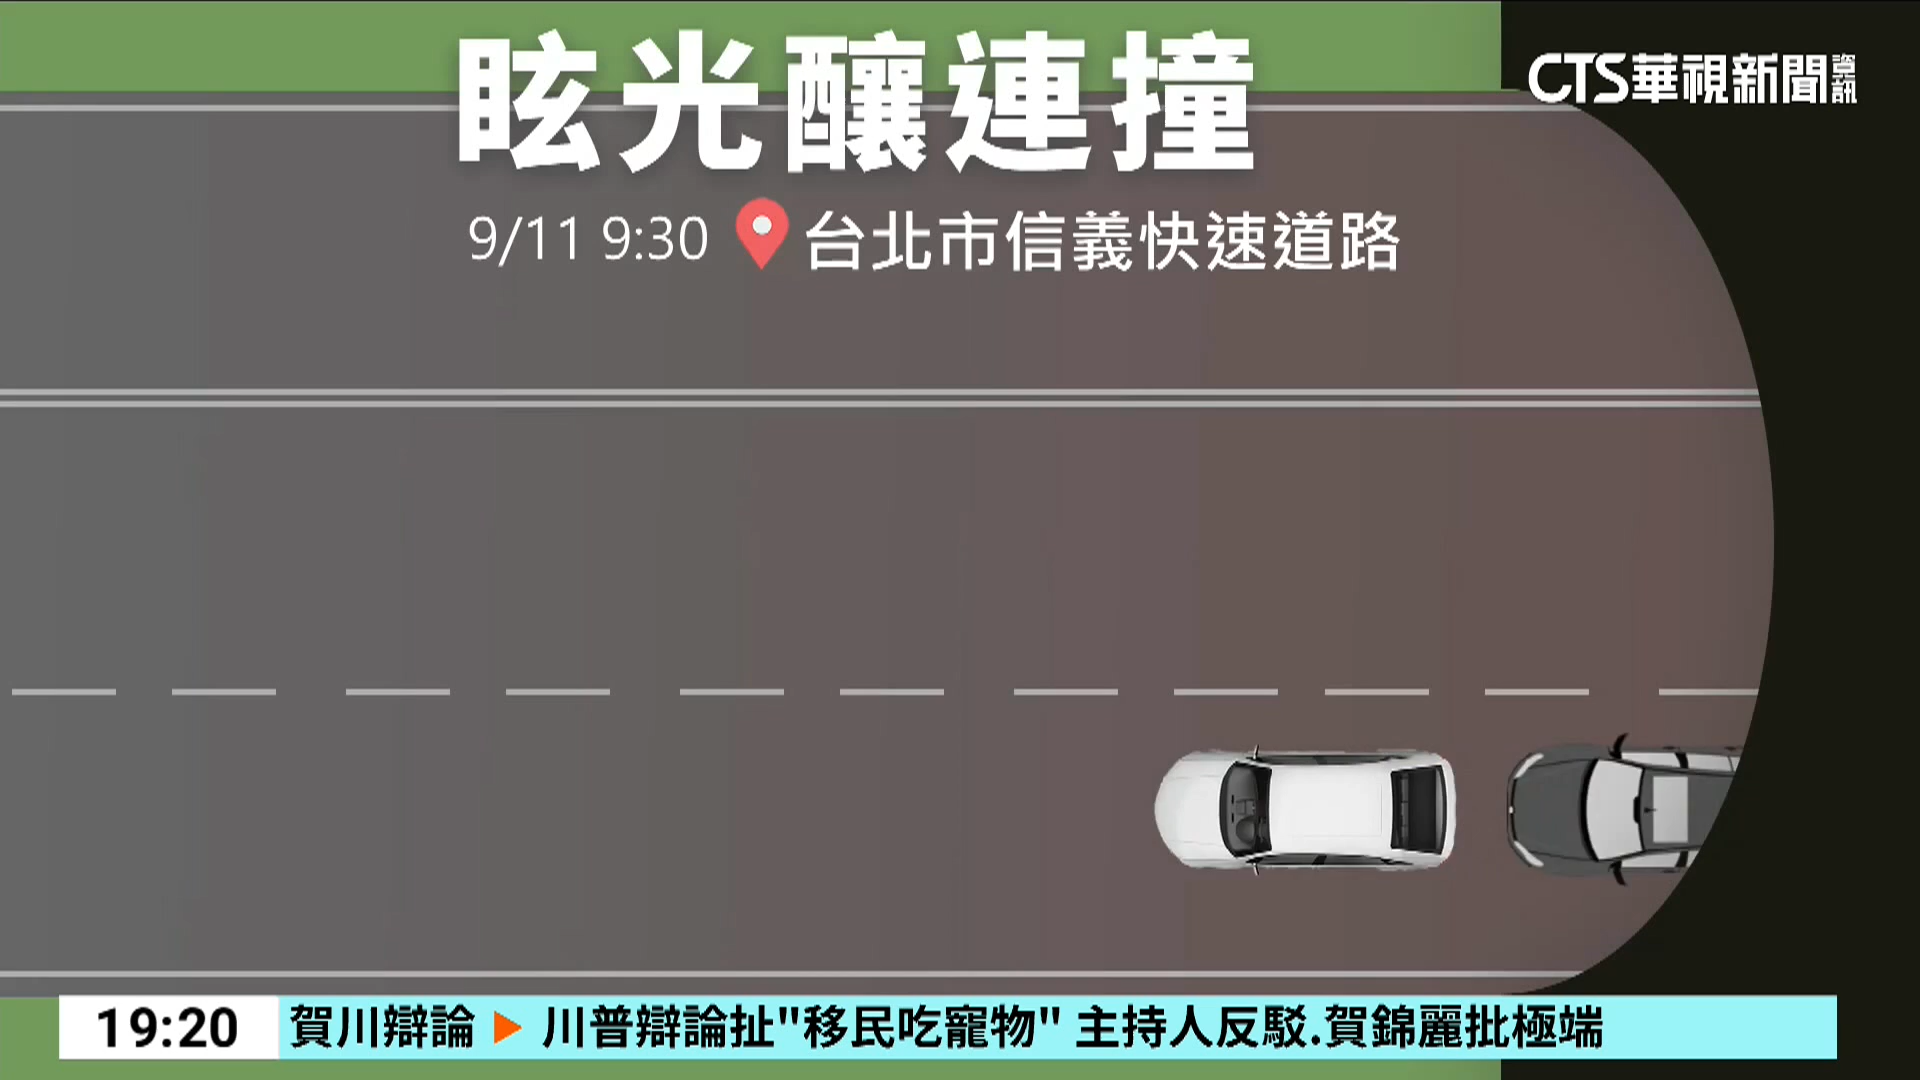 眩光釀連撞
CTS華視新聞資訊
9/11 9:30 台北市信義快速道路
19:20 賀川辯論 ▶ 川普辯論扯"移民吃寵物" 主持人反駁.賀錦麗批極端